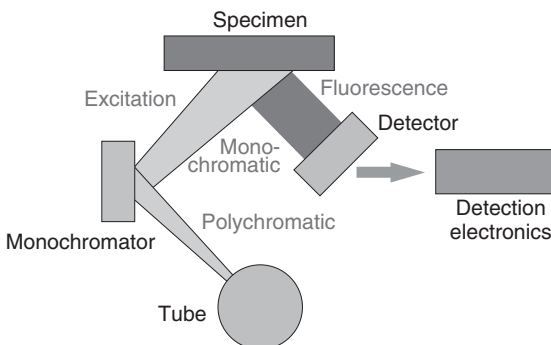 Specimen
Excitation
Fluorescence
Detector
Mono-
chromatic
Monochromator
Polychromatic
Detection
electronics
Tube